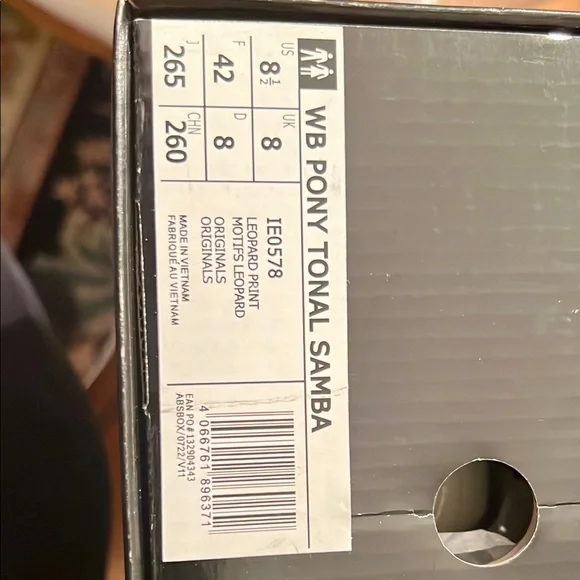 WB PONY TONAL SAMBA
US
8½
UK
8
F
42
D
8
J
265
CHN
260
IE0578
LEOPARD PRINT
MOTIFS LEOPARD
ORIGINALS
ORIGINALS
MADE IN VIETNAM
FABRIQUÉ AU VIETNAM
4 066761 896371
EAN PO# 132904343
ABSBOX/0722/V11